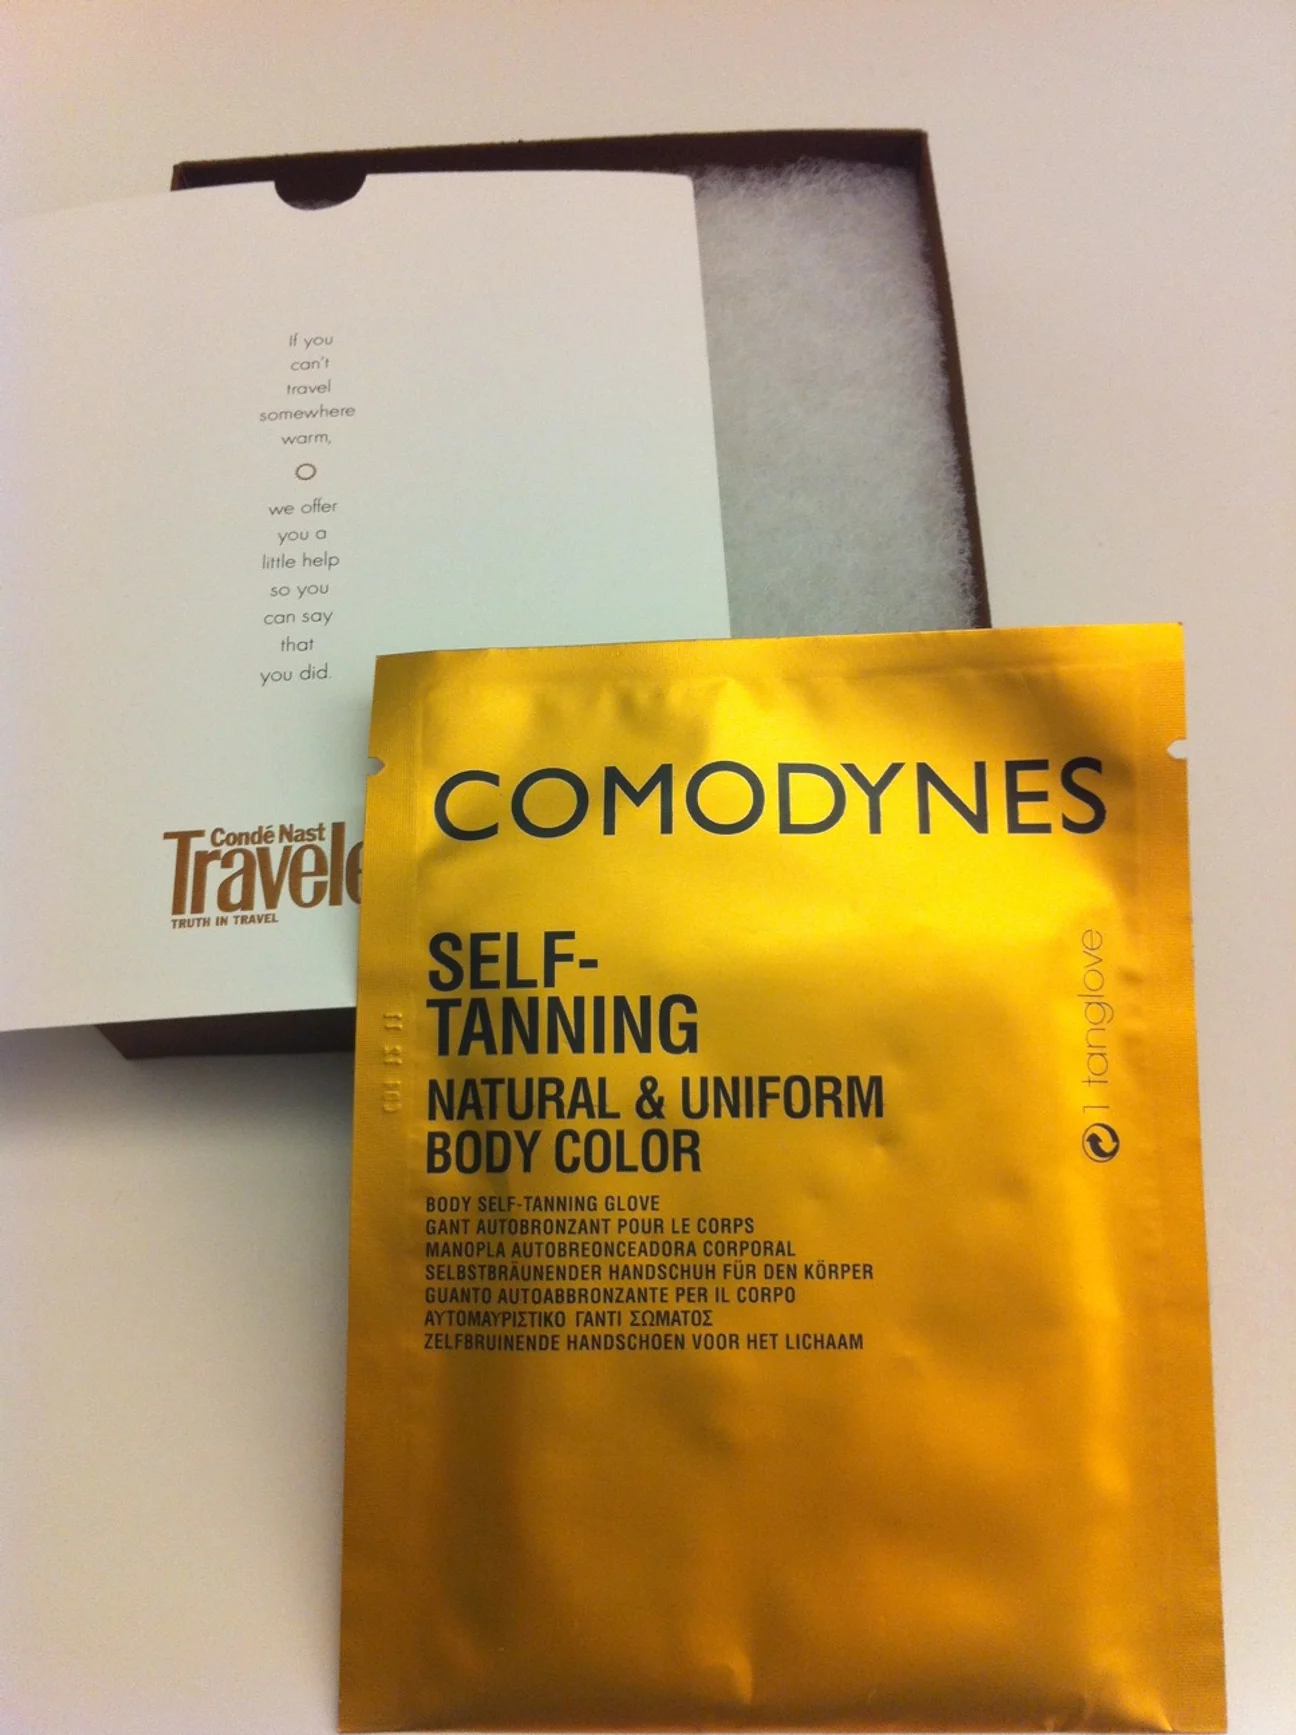 If you
can't
travel
somewhere
warm,
we offer
you a
little help
so you
can say
that
you did.
Condé Nast
Travele
TRUTH IN TRAVEL
COMODYNES
SELF-
TANNING
NATURAL & UNIFORM
BODY COLOR
BODY SELF-TANNING GLOVE
GANT AUTOBRONZANT POUR LE CORPS
MANOPLA AUTOBREONCEADORA CORPORAL
SELBSTBRÄUNENDER HANDSCHUH FÜR DEN KÖRPER
GUANTO AUTOABBRONZANTE PER IL CORPO
ΑΥΤΟΜΑΥΡΙΣΤΙΚΟ ΓΑΝΤΙ ΣΩΜΑΤΟΣ
ZELFBRUINENDE HANDSCHOEN VOOR HET LICHAAM
1 tanglove